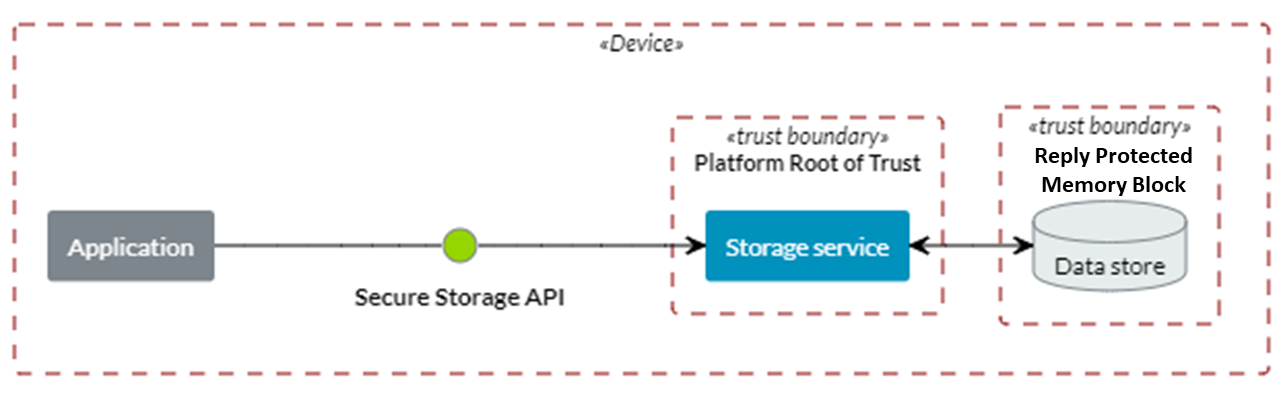 «Device»
«trust boundary»
Platform Root of Trust
«trust boundary»
Reply Protected
Memory Block
Application
Secure Storage API
Storage service
Data store